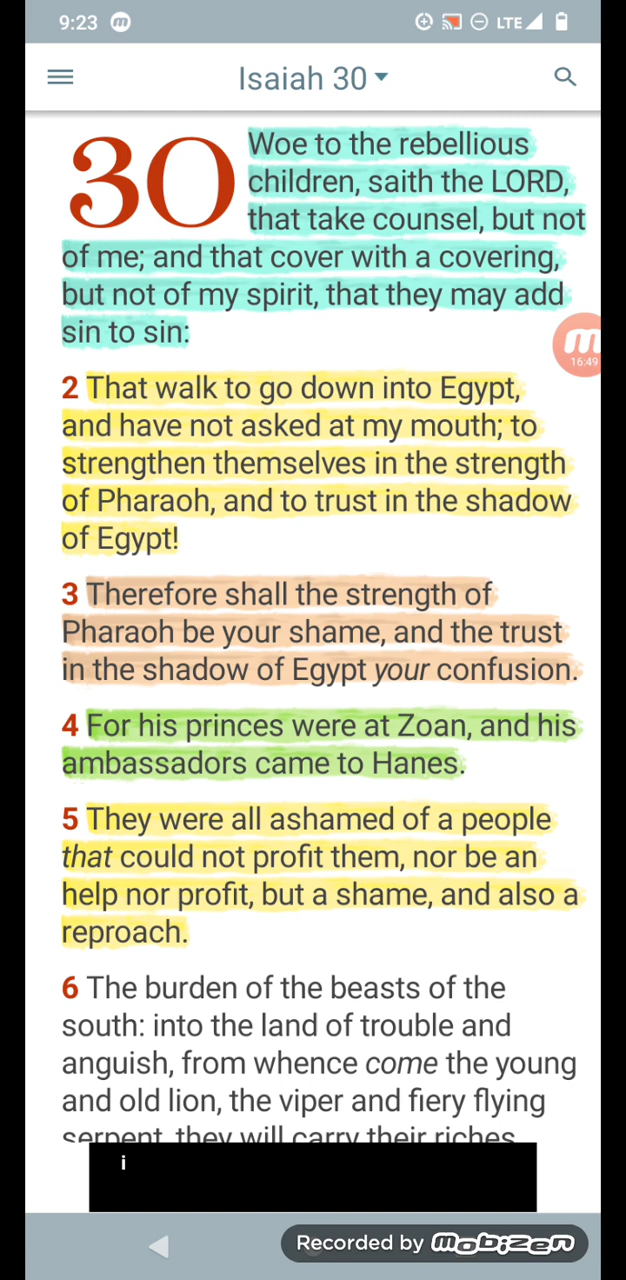 9:23 m LTE
Isaiah 30
30 Woe to the rebellious
children, saith the LORD,
that take counsel, but not
of me; and that cover with a covering,
but not of my spirit, that they may add
sin to sin:
m
16:49
2 That walk to go down into Egypt,
and have not asked at my mouth; to
strengthen themselves in the strength
of Pharaoh, and to trust in the shadow
of Egypt!
3 Therefore shall the strength of
Pharaoh be your shame, and the trust
in the shadow of Egypt your confusion.
4 For his princes were at Zoan, and his
ambassadors came to Hanes.
5 They were all ashamed of a people
that could not profit them, nor be an
help nor profit, but a shame, and also a
reproach.
6 The burden of the beasts of the
south: into the land of trouble and
anguish, from whence come the young
and old lion, the viper and fiery flying
serpent, they will carry their riches
i
Recorded by mobizen